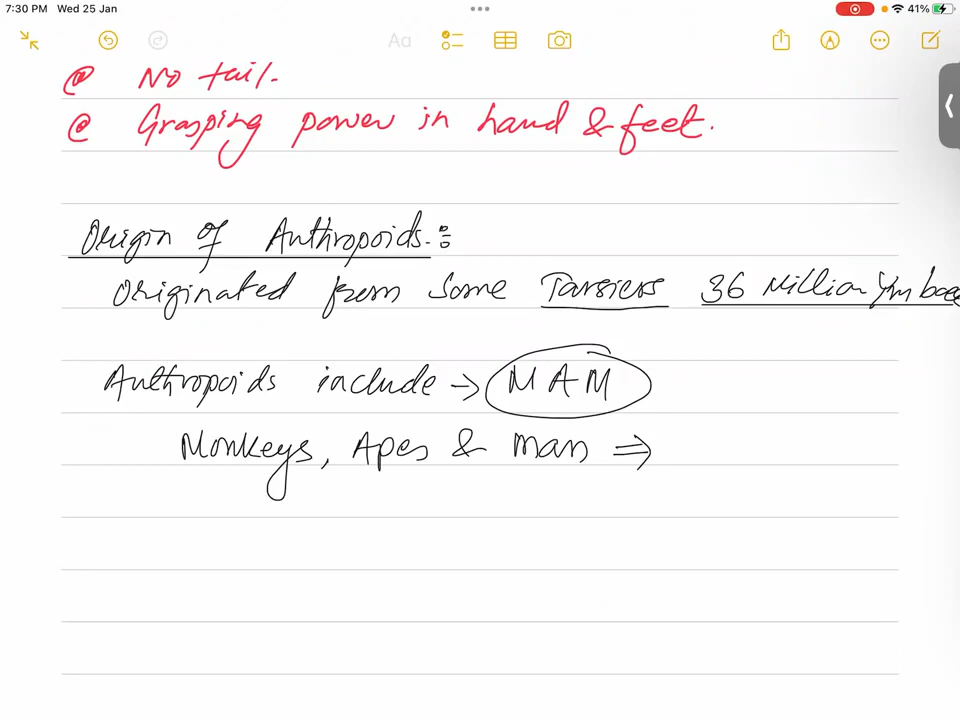 7:30 PM Wed 25 Jan
41%
Aa
@ No tail.
@ Grasping power in hand & feet.
Origin of Anthropoids :
Originated from some Tarsiers 36 Million
Anthropoids include → MAM
Monkeys, Apes & man ⇒